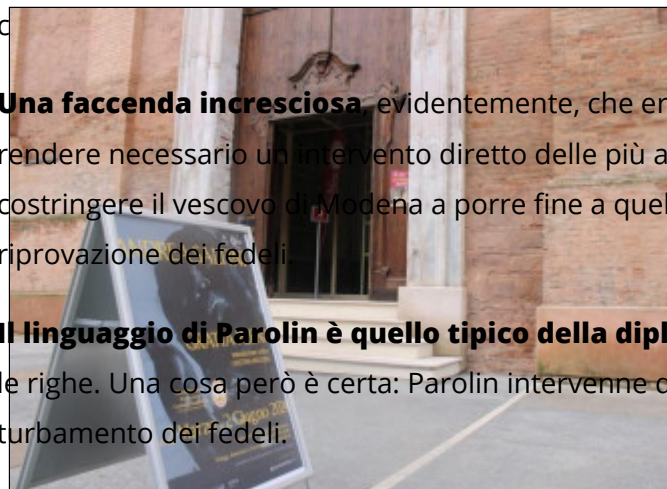 c
Una faccenda incresciosa, evidentemente, che em
rendere necessario un intervento diretto delle più a
costringere il vescovo di Modena a porre fine a quel
riprovazione dei fedeli.
Il linguaggio di Parolin è quello tipico della dipl
le righe. Una cosa però è certa: Parolin intervenne d
turbamento dei fedeli.